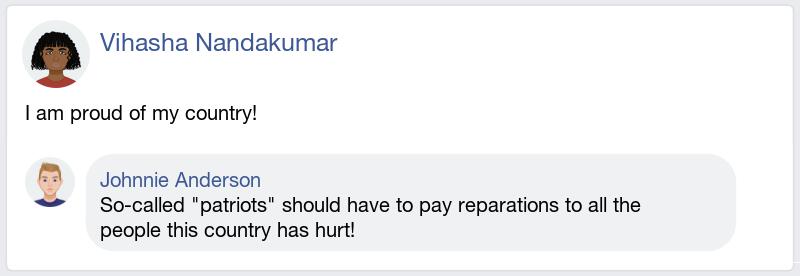 Vihasha Nandakumar
I am proud of my country!
Johnnie Anderson
So-called "patriots" should have to pay reparations to all the
people this country has hurt!